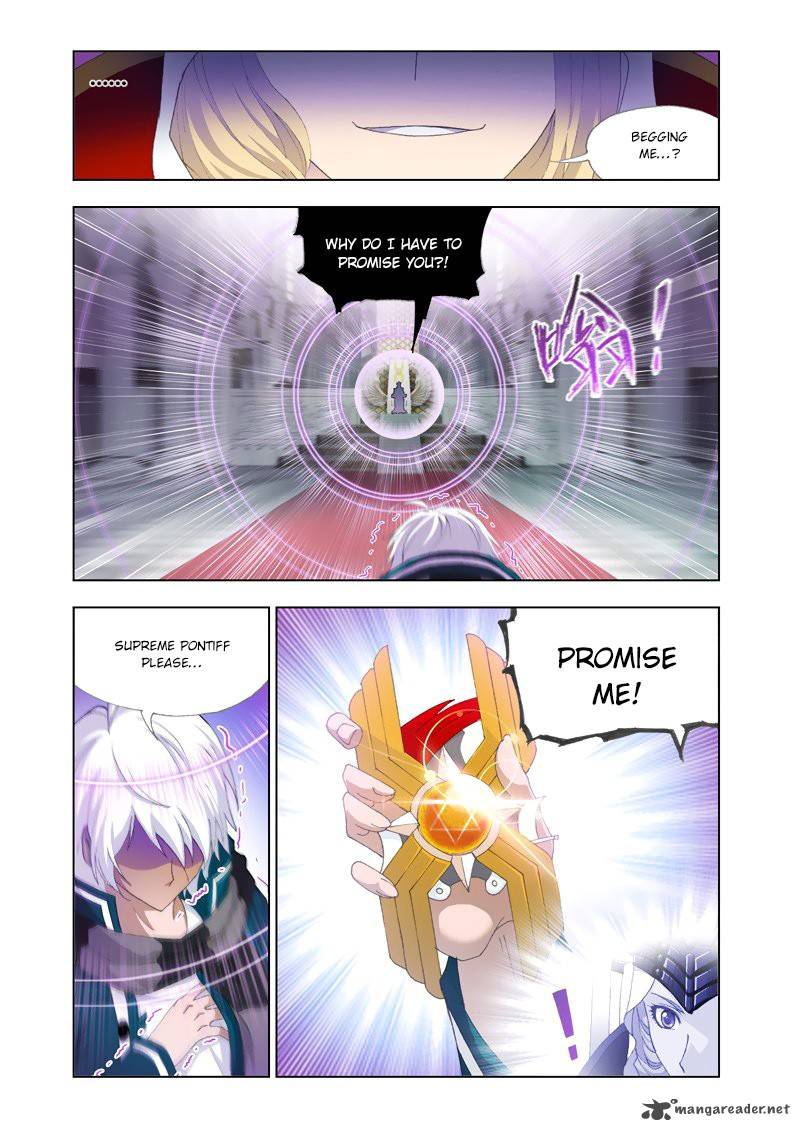 ∞∞∞
BEGGING
ME...?
WHY DO I HAVE TO
PROMISE YOU?!
嗡!
SUPREME PONTIFF
PLEASE...
PROMISE
ME!
!
mangareader.net